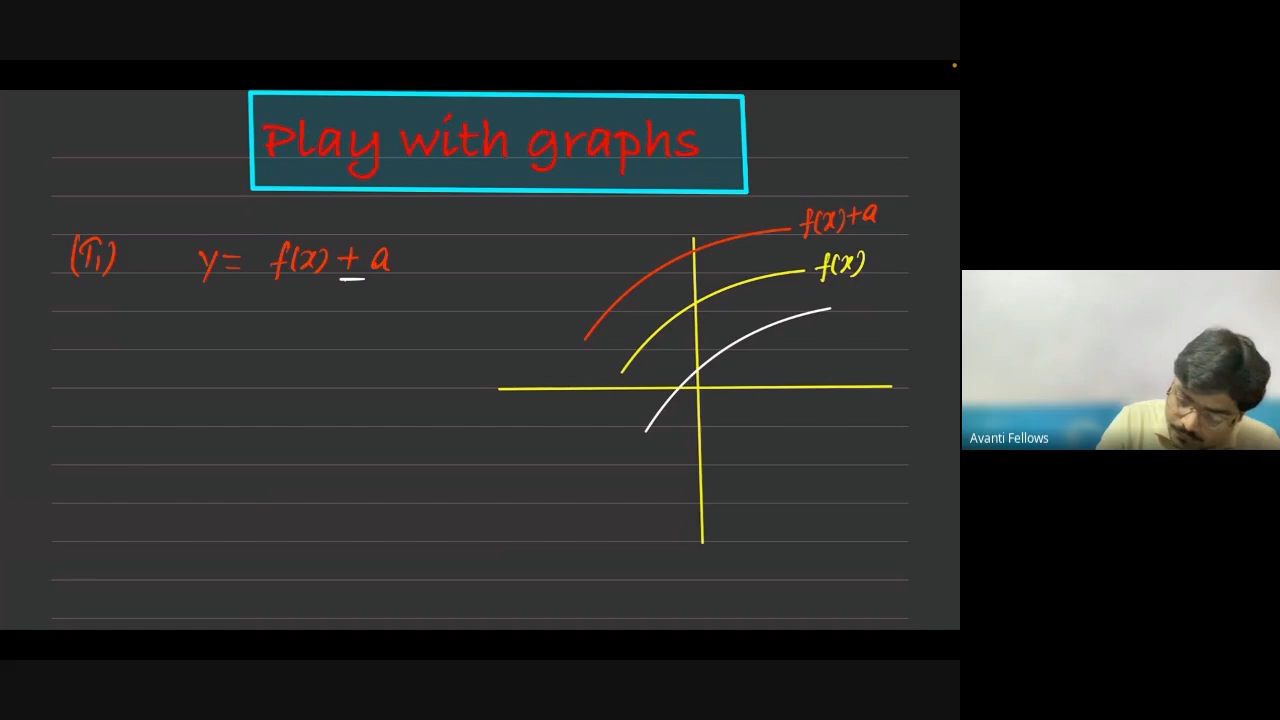 Play with graphs
(T₁) y = f(x) + a
f(x)+a
f(x)
Avanti Fellows